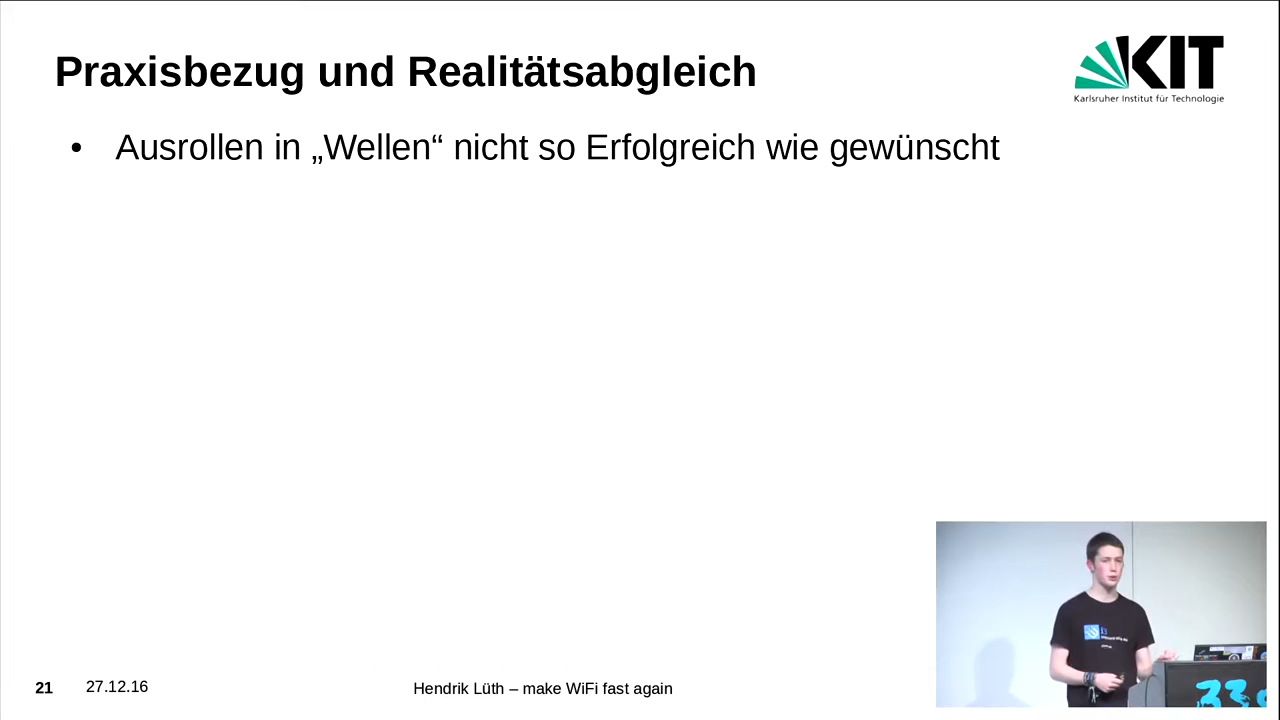 Praxisbezug und Realitätsabgleich
KIT
Karlsruher Institut für Technologie
• Ausrollen in „Wellen“ nicht so Erfolgreich wie gewünscht
21
27.12.16
Hendrik Lüth – make WiFi fast again